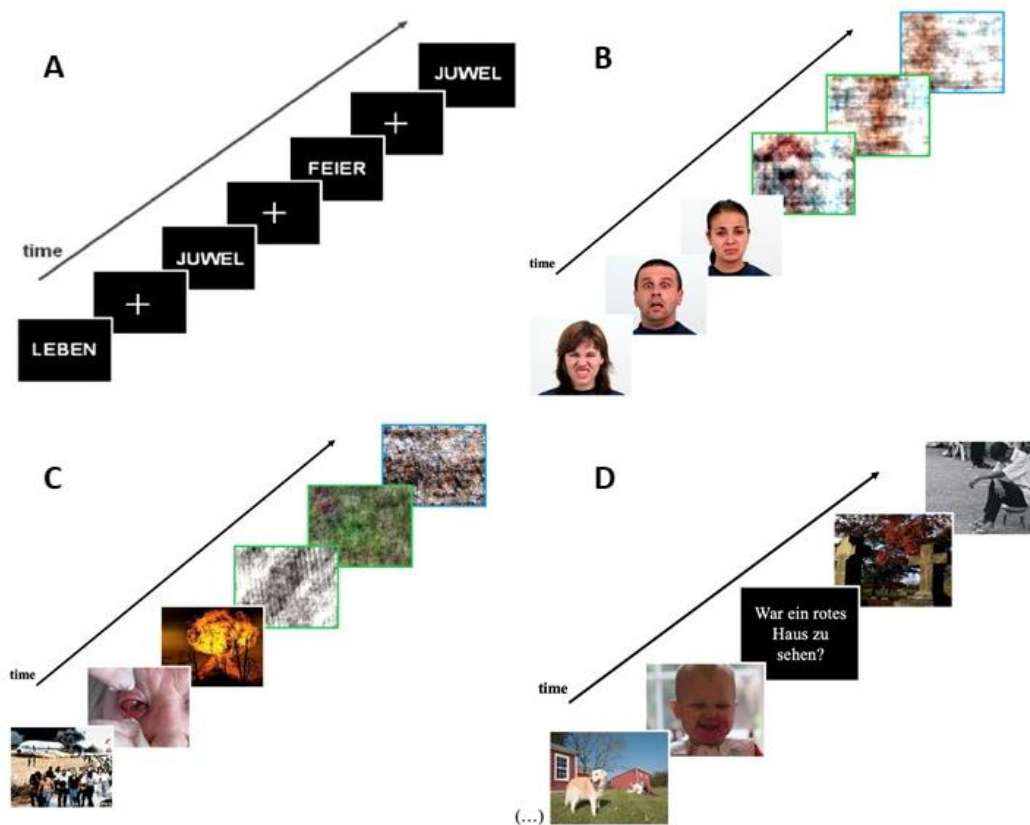 A
time
LEBEN
JUWEL
FEIER
JUWEL
B
time
C
time
D
time
(...)
War ein rotes
Haus zu
sehen?